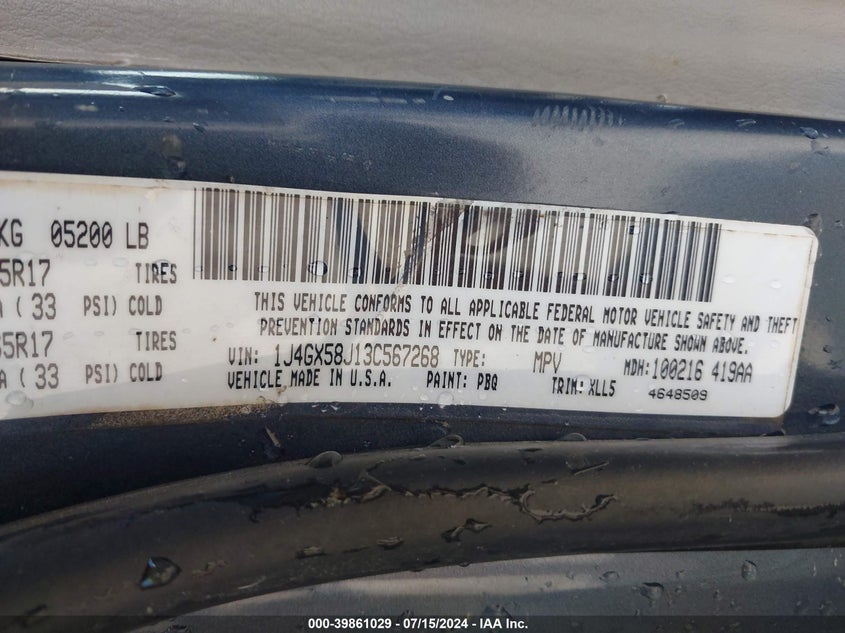 KG 05200 LB
5R17 TIRES
( 33 PSI) COLD
5R17 TIRES
A ( 33 PSI) COLD
THIS VEHICLE CONFORMS TO ALL APPLICABLE FEDERAL MOTOR VEHICLE SAFETY AND THEFT
PREVENTION STANDARDS IN EFFECT ON THE DATE OF MANUFACTURE SHOWN ABOVE.
VIN: 1J4GX58J13C567268 TYPE: MPV MDH:100216 419AA
VEHICLE MADE IN U.S.A. PAINT: PBQ TRIM: XLL5 4648509
000-39861029 - 07/15/2024 - IAA Inc.